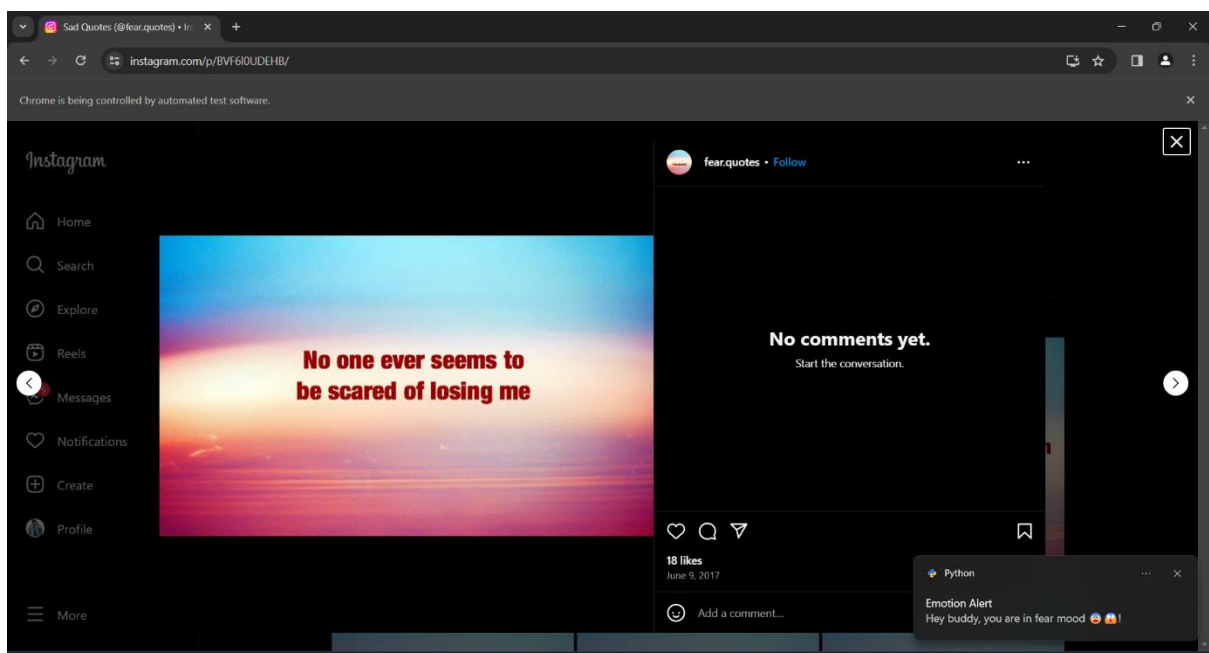 Sad Quotes (@fear.quotes) • In
instagram.com/p/BVF6l0UDEHB/
Chrome is being controlled by automated test software.
Instagram
Home
Search
Explore
Reels
Messages
Notifications
Create
Profile
More
No one ever seems to
be scared of losing me
fear.quotes • Follow
No comments yet.
Start the conversation.
18 likes
June 9, 2017
Add a comment...
Python
Emotion Alert
Hey buddy, you are in fear mood 😨 😱!